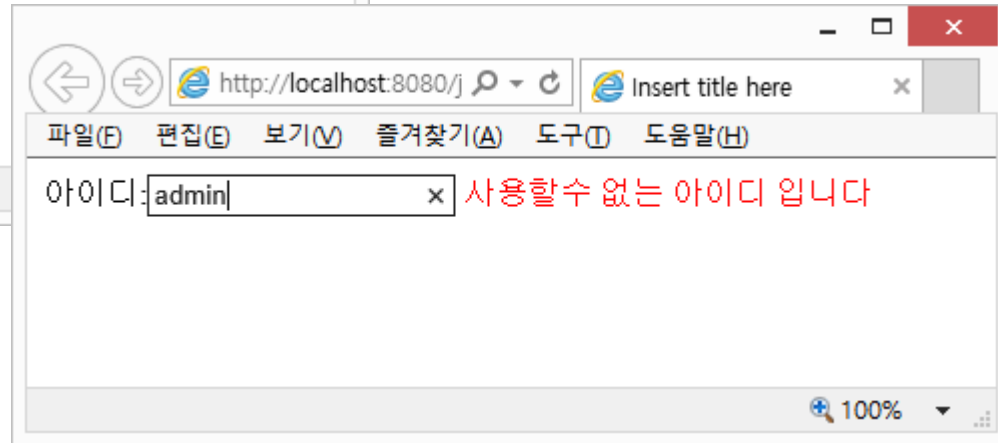 http://localhost:8080/j
Insert title here
파일(F) 편집(E) 보기(V) 즐겨찾기(A) 도구(T) 도움말(H)
아이디:admin 사용할수 없는 아이디 입니다
100%